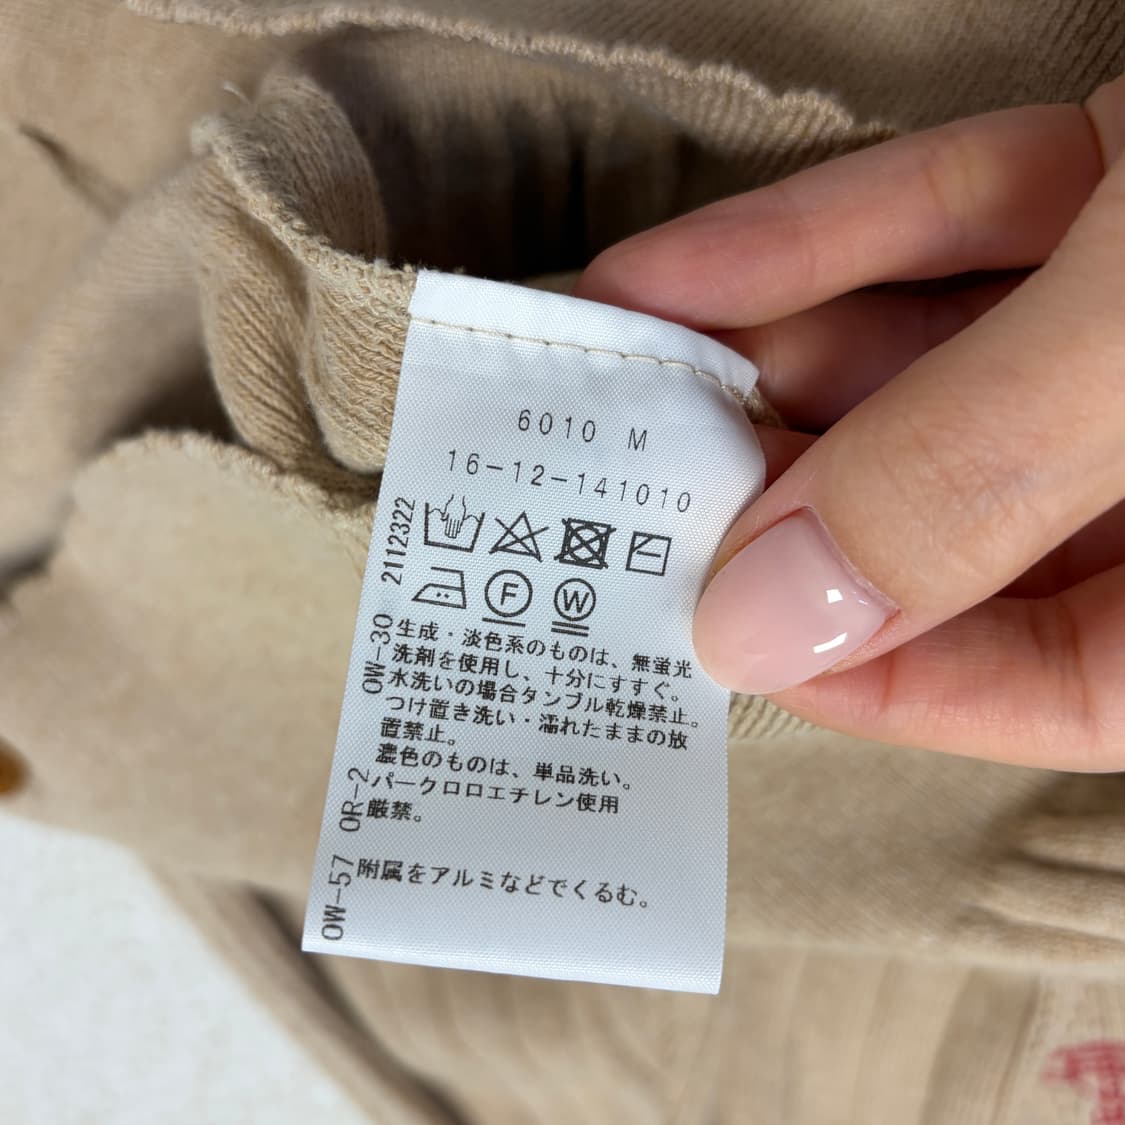 6010 M
16-12-141010
2112322
F
W
OW-30
生成・淡色系のものは、無蛍光
洗剤を使用し、十分にすすぐ。
水洗いの場合タンブル乾燥禁止。
つけ置き洗い・濡れたままの放
置禁止。
濃色のものは、単品洗い。
OR-2
パークロロエチレン使用
厳禁。
OW-57
附属をアルミなどでくるむ。